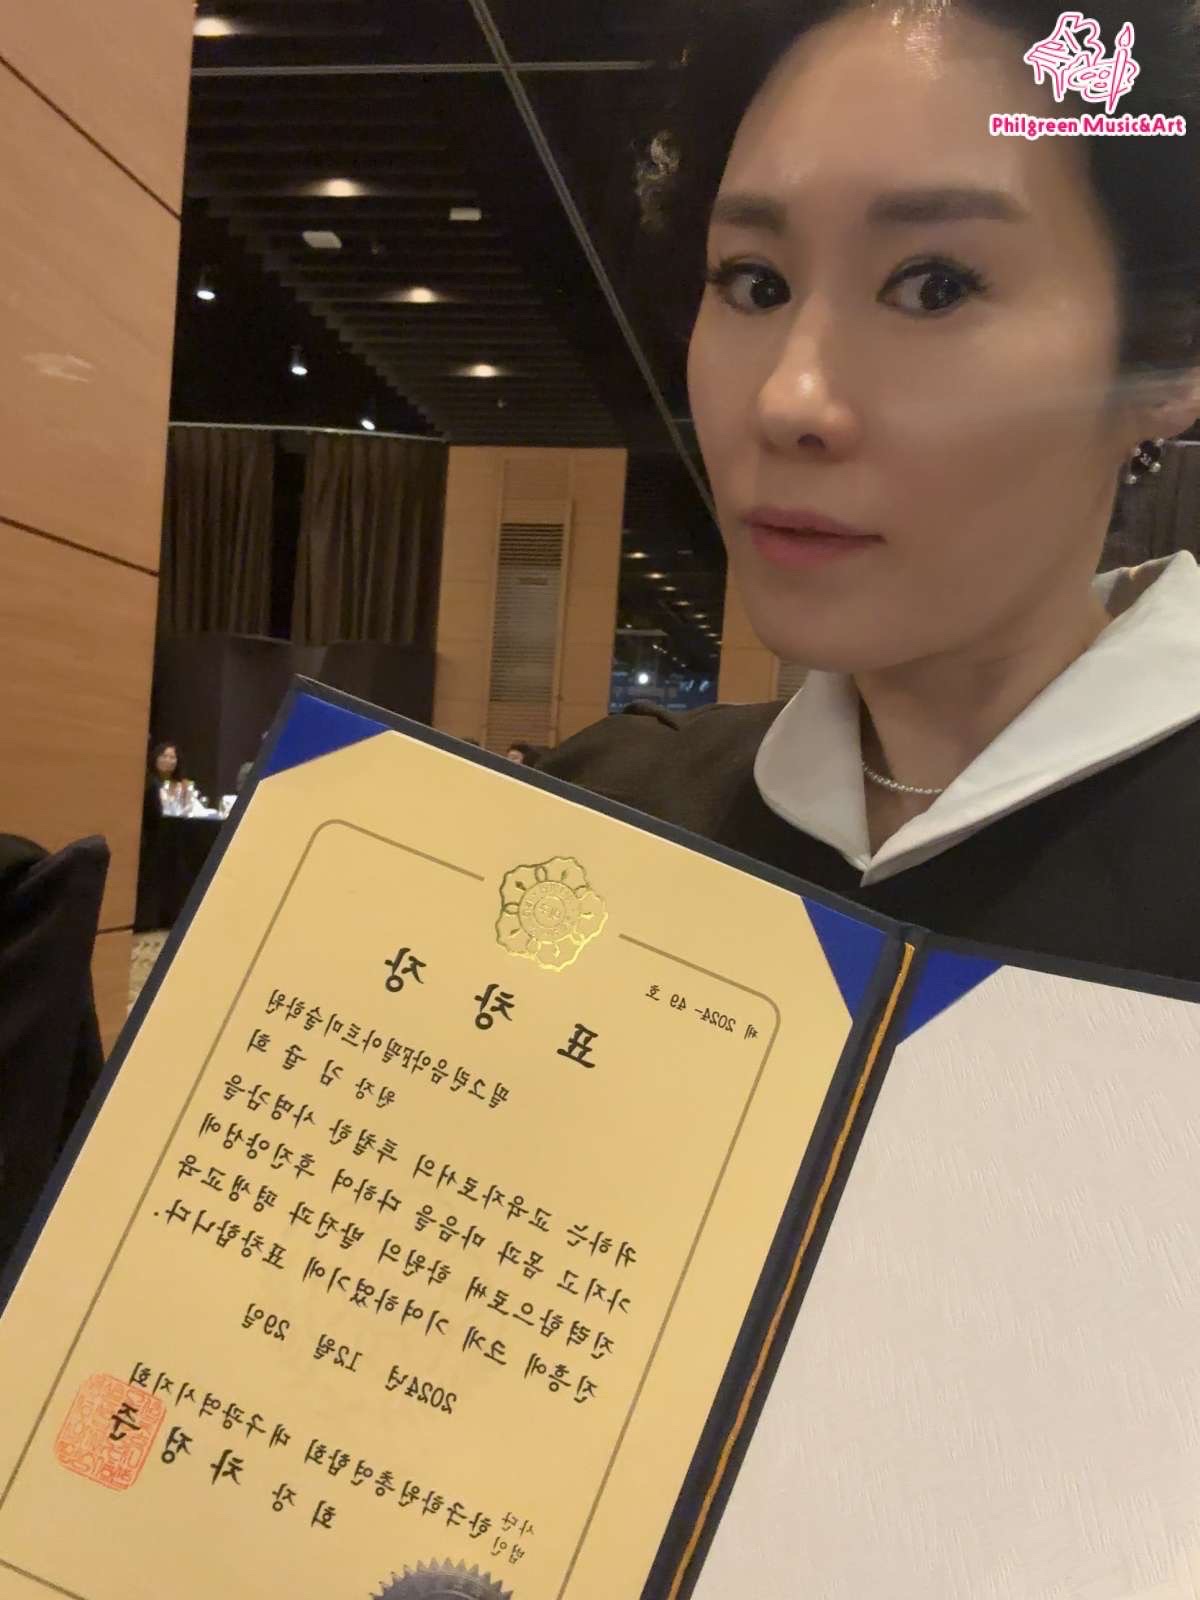 Philgreen Music&Art
제 2024-49 호
표 창 장
필그린음악&필아트미술학원
원장 김 율 희
귀하는 교육자로서의 투철한 사명감을
가지고 몸과 마음을 다하여 후진양성에
진력함으로써 학원의 발전과 평생교육
진흥에 크게 기여하였기에 표창합니다.
2024년 12월 29일
사단법인 한국학원총연합회 대구광역시지회
회 장 차 정 준